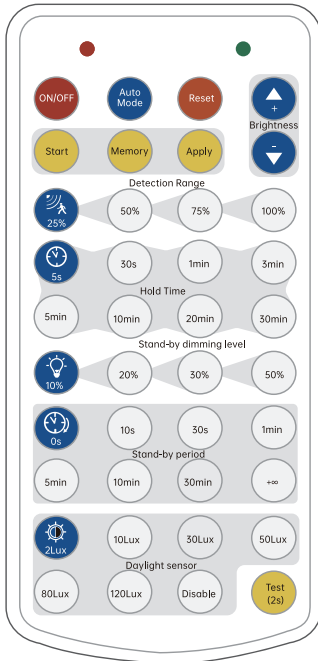 ON/OFF
Auto
Mode
Reset
+
Brightness
-
Start
Memory
Apply
Detection Range
25%
50%
75%
100%
5s
30s
1min
3min
Hold Time
5min
10min
20min
30min
Stand-by dimming level
10%
20%
30%
50%
0s
10s
30s
1min
Stand-by period
5min
10min
30min
+∞
2Lux
10Lux
30Lux
50Lux
Daylight sensor
80Lux
120Lux
Disable
Test
(2s)